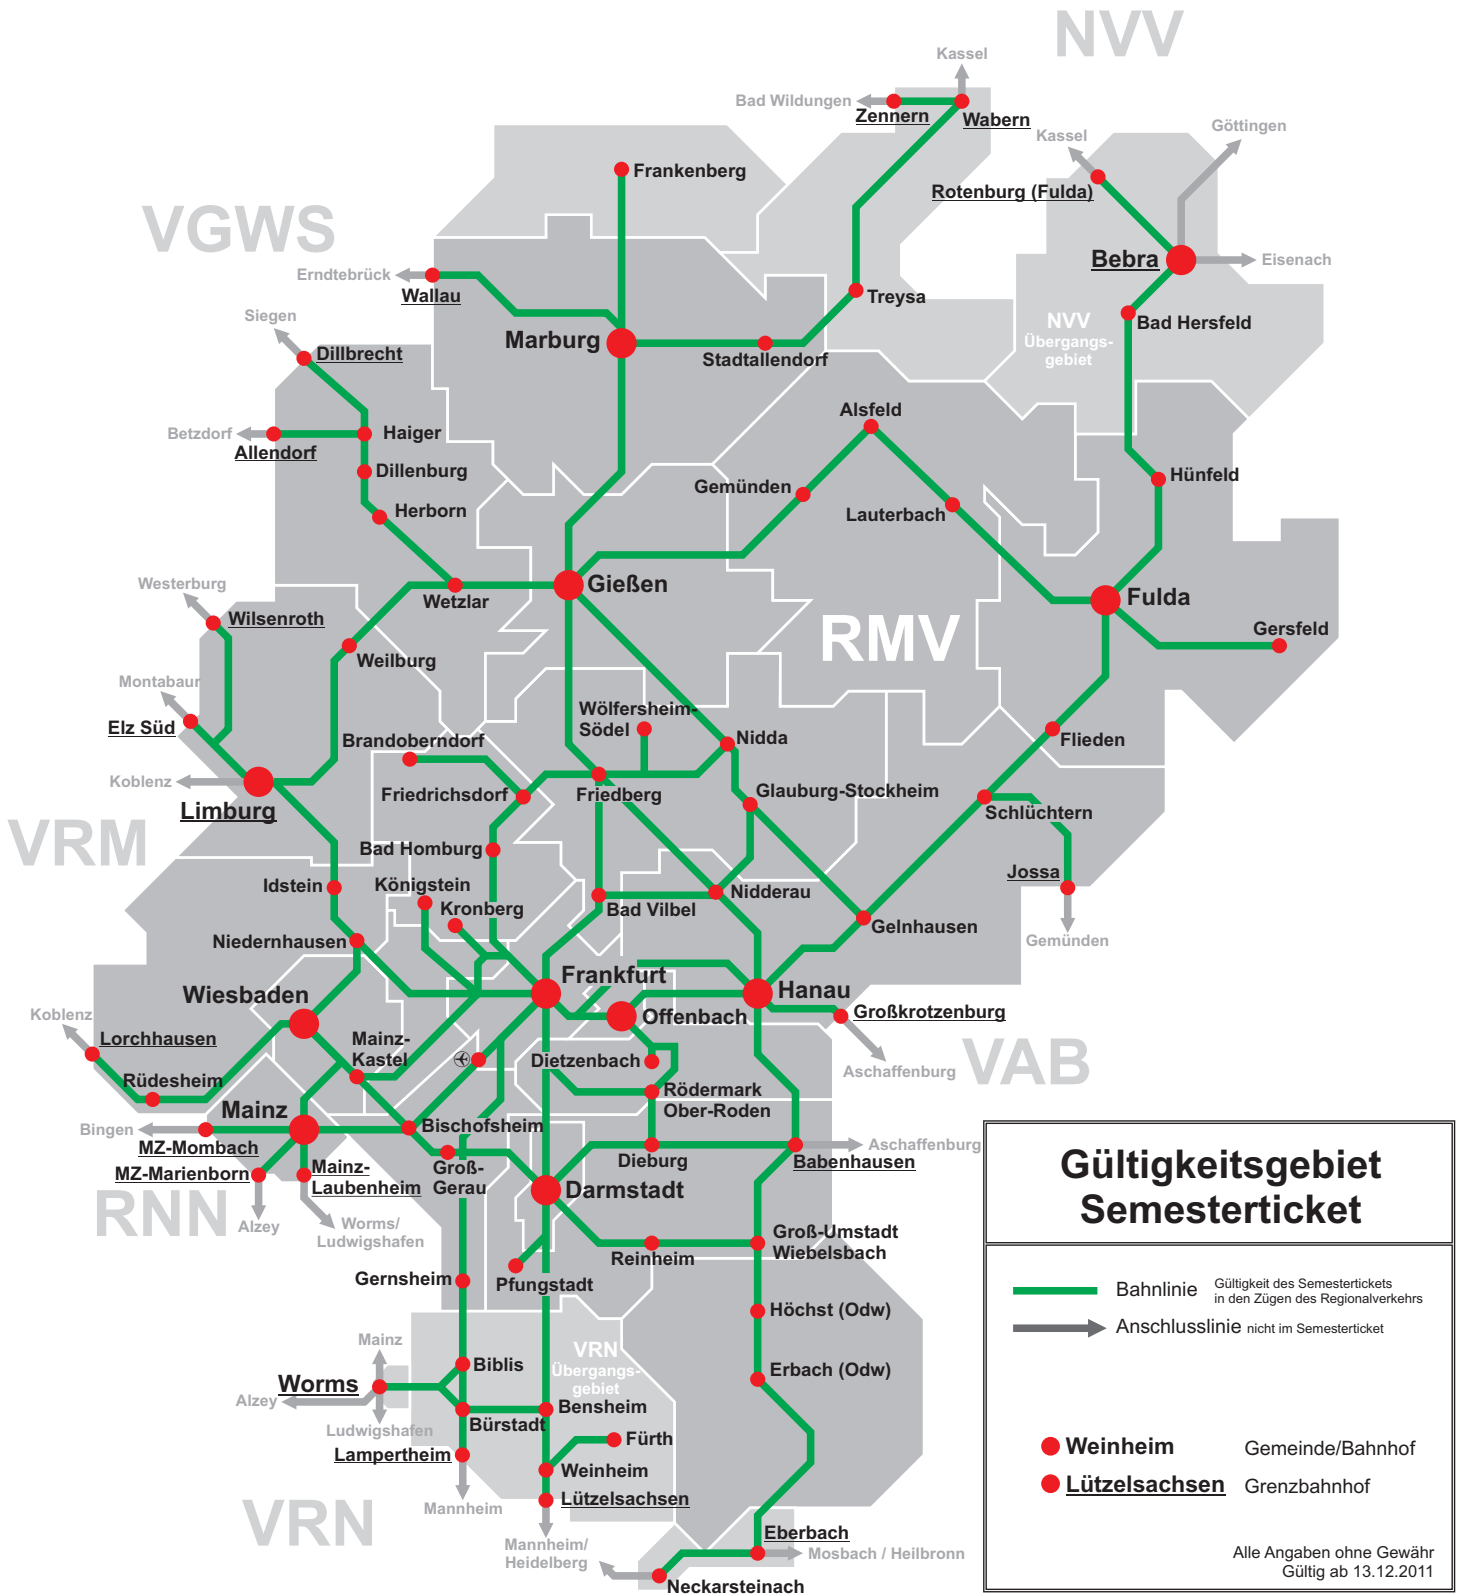 NVV
Kassel
Bad Wildungen
Zennern
Wabern
Göttingen
Kassel
Frankenberg
Rotenburg (Fulda)
VGWS
Bebra
Eisenach
Erndtebrück
Wallau
Treysa
Siegen
NVV
Übergangs-
gebiet
Bad Hersfeld
Marburg
Dillbrecht
Stadtallendorf
Alsfeld
Betzdorf
Haiger
Allendorf
Dillenburg
Hünfeld
Gemünden
Herborn
Lauterbach
Westerburg
Gießen
Wetzlar
Fulda
Wilsenroth
RMV
Gersfeld
Weilburg
Montabaur
Wölfersheim-
Södel
Elz Süd
Brandoberndorf
Nidda
Flieden
Koblenz
Friedrichsdorf
Friedberg
Glauburg-Stockheim
Limburg
Schlüchtern
VRM
Bad Homburg
Idstein
Königstein
Jossa
Nidderau
Kronberg
Bad Vilbel
Gelnhausen
Niedernhausen
Gemünden
Frankfurt
Wiesbaden
Hanau
Koblenz
Offenbach
Großkrotzenburg
Lorchhausen
Mainz-
Kastel
Dietzenbach
VAB
Aschaffenburg
Rüdesheim
Rödermark
Ober-Roden
Mainz
Bischofsheim
Bingen
MZ-Mombach
Aschaffenburg
Groß-
Gerau
Dieburg
Babenhausen
MZ-Marienborn
Mainz-
Laubenheim
Darmstadt
RNN
Alzey
Worms/
Ludwigshafen
Groß-Umstadt
Wiebelsbach
Reinheim
Gernsheim
Pfungstadt
Höchst (Odw)
Mainz
VRN
Übergangs-
gebiet
Biblis
Erbach (Odw)
Worms
Alzey
Bensheim
Bürstadt
Ludwigshafen
Fürth
Lampertheim
Weinheim
Lützelsachsen
Mannheim
VRN
Eberbach
Mannheim/
Heidelberg
Mosbach / Heilbronn
Neckarsteinach
Gültigkeitsgebiet
Semesterticket
Bahnlinie
Gültigkeit des Semestertickets
in den Zügen des Regionalverkehrs
Anschlusslinie nicht im Semesterticket
Weinheim Gemeinde/Bahnhof
Lützelsachsen Grenzbahnhof
Alle Angaben ohne Gewähr
Gültig ab 13.12.2011